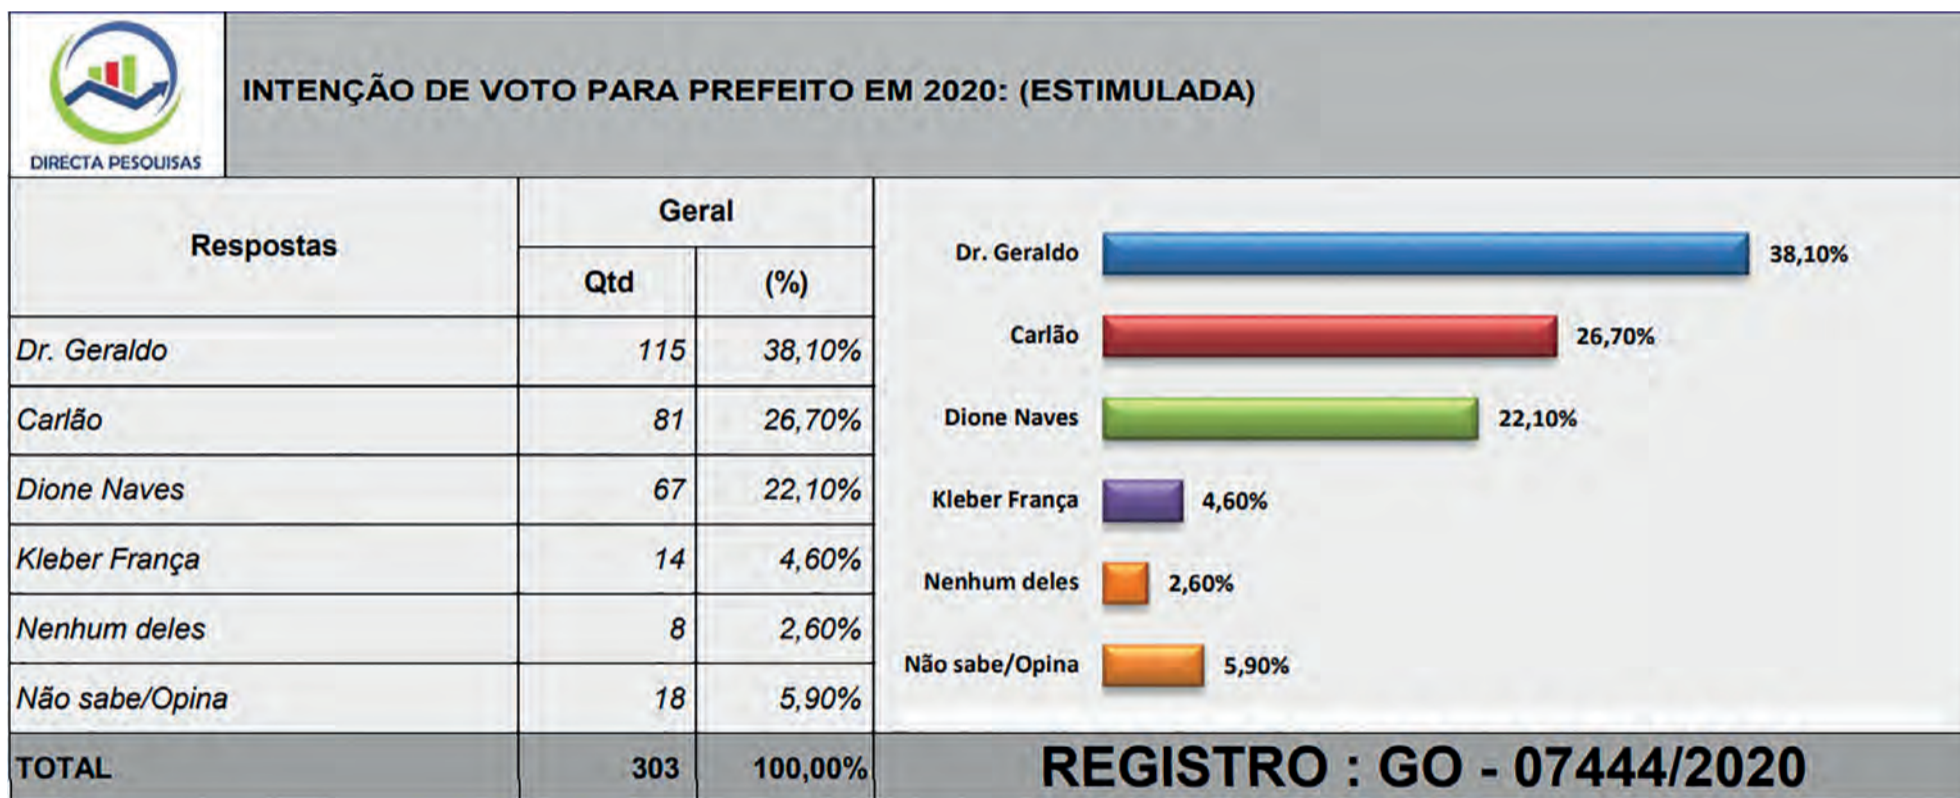 DIRECTA PESQUISAS
INTENÇÃO DE VOTO PARA PREFEITO EM 2020: (ESTIMULADA)
Respostas
Geral
Qtd (%)
Dr. Geraldo 115 38,10%
Carlão 81 26,70%
Dione Naves 67 22,10%
Kleber França 14 4,60%
Nenhum deles 8 2,60%
Não sabe/Opina 18 5,90%
TOTAL 303 100,00%
Dr. Geraldo 38,10%
Carlão 26,70%
Dione Naves 22,10%
Kleber França 4,60%
Nenhum deles 2,60%
Não sabe/Opina 5,90%
REGISTRO : GO - 07444/2020